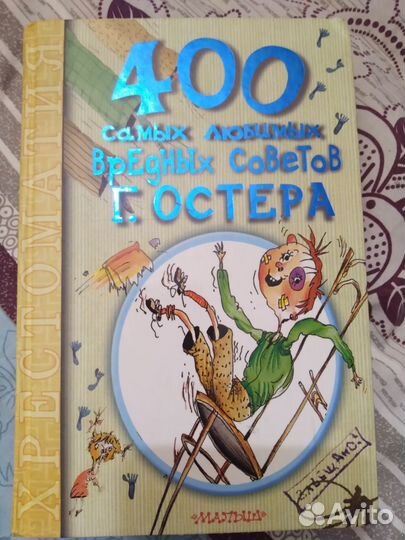 400
самых любимых
вредных советов
Г. ОСТЕРА
ХРЕСТОМАТИЯ
«МАЛЫШ»
Avito